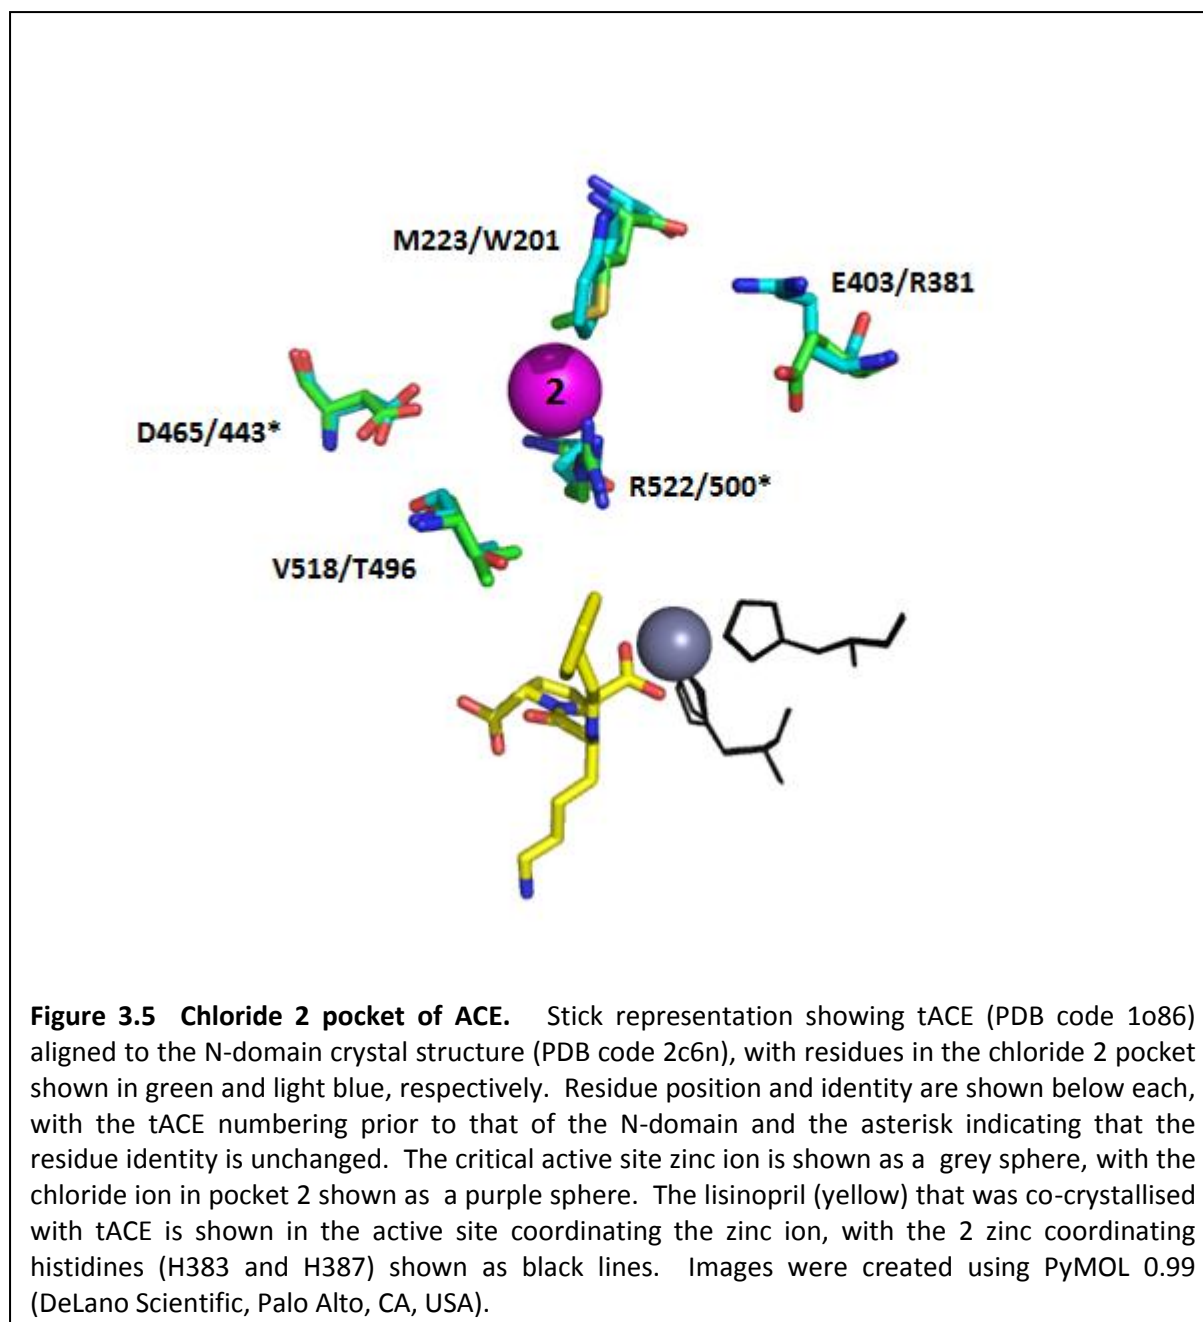 M223/W201
E403/R381
2
D465/443*
R522/500*
V518/T496
Figure 3.5 Chloride 2 pocket of ACE. Stick representation showing tACE (PDB code 1o86)
aligned to the N-domain crystal structure (PDB code 2c6n), with residues in the chloride 2 pocket
shown in green and light blue, respectively. Residue position and identity are shown below each,
with the tACE numbering prior to that of the N-domain and the asterisk indicating that the
residue identity is unchanged. The critical active site zinc ion is shown as a grey sphere, with the
chloride ion in pocket 2 shown as a purple sphere. The lisinopril (yellow) that was co-crystallised
with tACE is shown in the active site coordinating the zinc ion, with the 2 zinc coordinating
histidines (H383 and H387) shown as black lines. Images were created using PyMOL 0.99
(DeLano Scientific, Palo Alto, CA, USA).